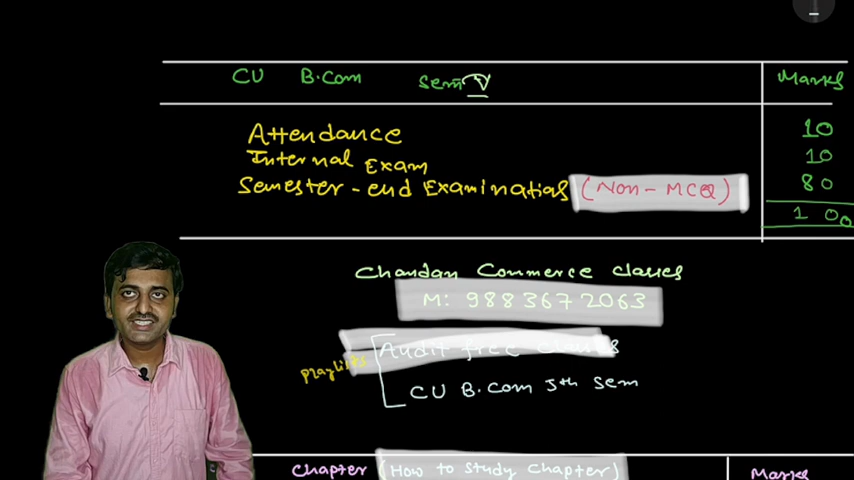 CU B.Com Sem V Marks
Attendance 10
Internal Exam 10
Semester-end Examinatias (Non-MCQ) 80
100
Chandan Commerce Classes
M: 9883672063
Audit free Classes
playlists
CU B.Com 5th Sem
Chapter (How to study Chapter) Marks